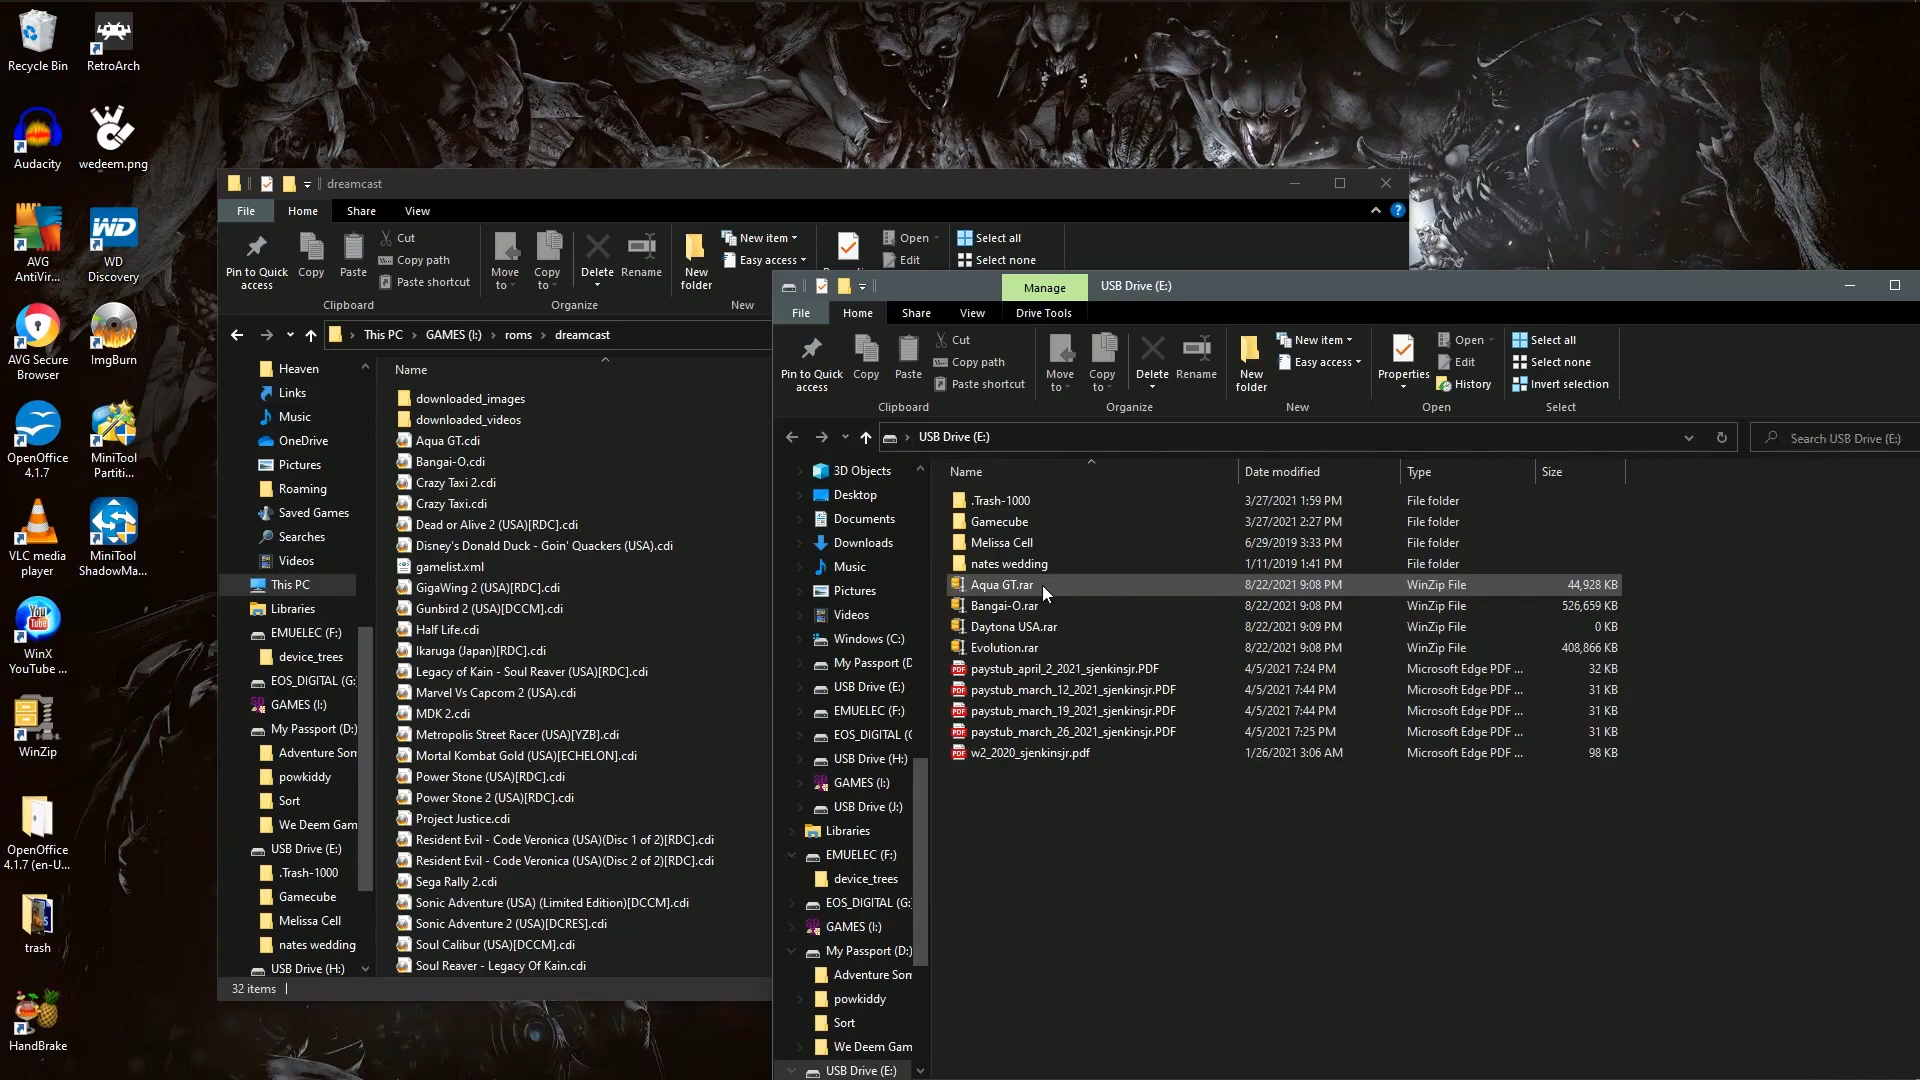 Recycle Bin
RetroArch
Audacity
wedeem.png
AVG
AntiVir...
WD
WD
Discovery
AVG Secure
Browser
ImgBurn
OpenOffice
4.1.7
MiniTool
Partiti...
VLC media
player
MiniTool
ShadowMa...
You
Tube
WinX
YouTube ...
WinZip
OpenOffice
4.1.7 (en-U...
trash
HandBrake
dreamcast
File Home Share View
Pin to Quick
access
Copy
Paste
Cut
Copy path
Paste shortcut
Clipboard
Move
to
Copy
to
Delete
Rename
Organize
New
folder
New item
Easy access
New
Open
Edit
Select all
Select none
This PC > GAMES (I:) > roms > dreamcast
Heaven
Links
Music
OneDrive
Pictures
Roaming
Saved Games
Searches
Videos
This PC
Libraries
EMUELEC (F:)
device_trees
EOS_DIGITAL (G:
GAMES (I:)
My Passport (D:)
Adventure Som
powkiddy
Sort
We Deem Gam
USB Drive (E:)
.Trash-1000
Gamecube
Melissa Cell
nates wedding
USB Drive (H:)
Name
downloaded_images
downloaded_videos
Aqua GT.cdi
Bangai-O.cdi
Crazy Taxi 2.cdi
Crazy Taxi.cdi
Dead or Alive 2 (USA)[RDC].cdi
Disney's Donald Duck - Goin' Quackers (USA).cdi
gamelist.xml
GigaWing 2 (USA)[RDC].cdi
Gunbird 2 (USA)[DCCM].cdi
Half Life.cdi
Ikaruga (Japan)[RDC].cdi
Legacy of Kain - Soul Reaver (USA)[RDC].cdi
Marvel Vs Capcom 2 (USA).cdi
MDK 2.cdi
Metropolis Street Racer (USA)[YZB].cdi
Mortal Kombat Gold (USA)[ECHELON].cdi
Power Stone (USA)[RDC].cdi
Power Stone 2 (USA)[RDC].cdi
Project Justice.cdi
Resident Evil - Code Veronica (USA)(Disc 1 of 2)[RDC].cdi
Resident Evil - Code Veronica (USA)(Disc 2 of 2)[RDC].cdi
Sega Rally 2.cdi
Sonic Adventure (USA) (Limited Edition)[DCCM].cdi
Sonic Adventure 2 (USA)[DCRES].cdi
Soul Calibur (USA)[DCCM].cdi
Soul Reaver - Legacy Of Kain.cdi
32 items
Manage
USB Drive (E:)
File Home Share View Drive Tools
Pin to Quick
access
Copy
Paste
Cut
Copy path
Paste shortcut
Clipboard
Move
to
Copy
to
Delete
Rename
Organize
New
folder
New item
Easy access
New
Properties
Open
Edit
History
Open
Select all
Select none
Invert selection
Select
USB Drive (E:)
Search USB Drive (E:)
3D Objects
Desktop
Documents
Downloads
Music
Pictures
Videos
Windows (C:)
My Passport (D
USB Drive (E:)
EMUELEC (F:)
EOS_DIGITAL (G
USB Drive (H:)
GAMES (I:)
USB Drive (J:)
Libraries
EMUELEC (F:)
device_trees
EOS_DIGITAL (G:
GAMES (I:)
My Passport (D:)
Adventure Som
powkiddy
Sort
We Deem Gam
USB Drive (E:)
Name Date modified Type Size
.Trash-1000 3/27/2021 1:59 PM File folder
Gamecube 3/27/2021 2:27 PM File folder
Melissa Cell 6/29/2019 3:33 PM File folder
nates wedding 1/11/2019 1:41 PM File folder
Aqua GT.rar 8/22/2021 9:08 PM WinZip File 44,928 KB
Bangai-O.rar 8/22/2021 9:08 PM WinZip File 526,659 KB
Daytona USA.rar 8/22/2021 9:09 PM WinZip File 0 KB
Evolution.rar 8/22/2021 9:08 PM WinZip File 408,866 KB
paystub_april_2_2021_sjenkinsjr.PDF 4/5/2021 7:24 PM Microsoft Edge PDF ... 32 KB
paystub_march_12_2021_sjenkinsjr.PDF 4/5/2021 7:44 PM Microsoft Edge PDF ... 31 KB
paystub_march_19_2021_sjenkinsjr.PDF 4/5/2021 7:44 PM Microsoft Edge PDF ... 31 KB
paystub_march_26_2021_sjenkinsjr.PDF 4/5/2021 7:25 PM Microsoft Edge PDF ... 31 KB
w2_2020_sjenkinsjr.pdf 1/26/2021 3:06 AM Microsoft Edge PDF ... 98 KB